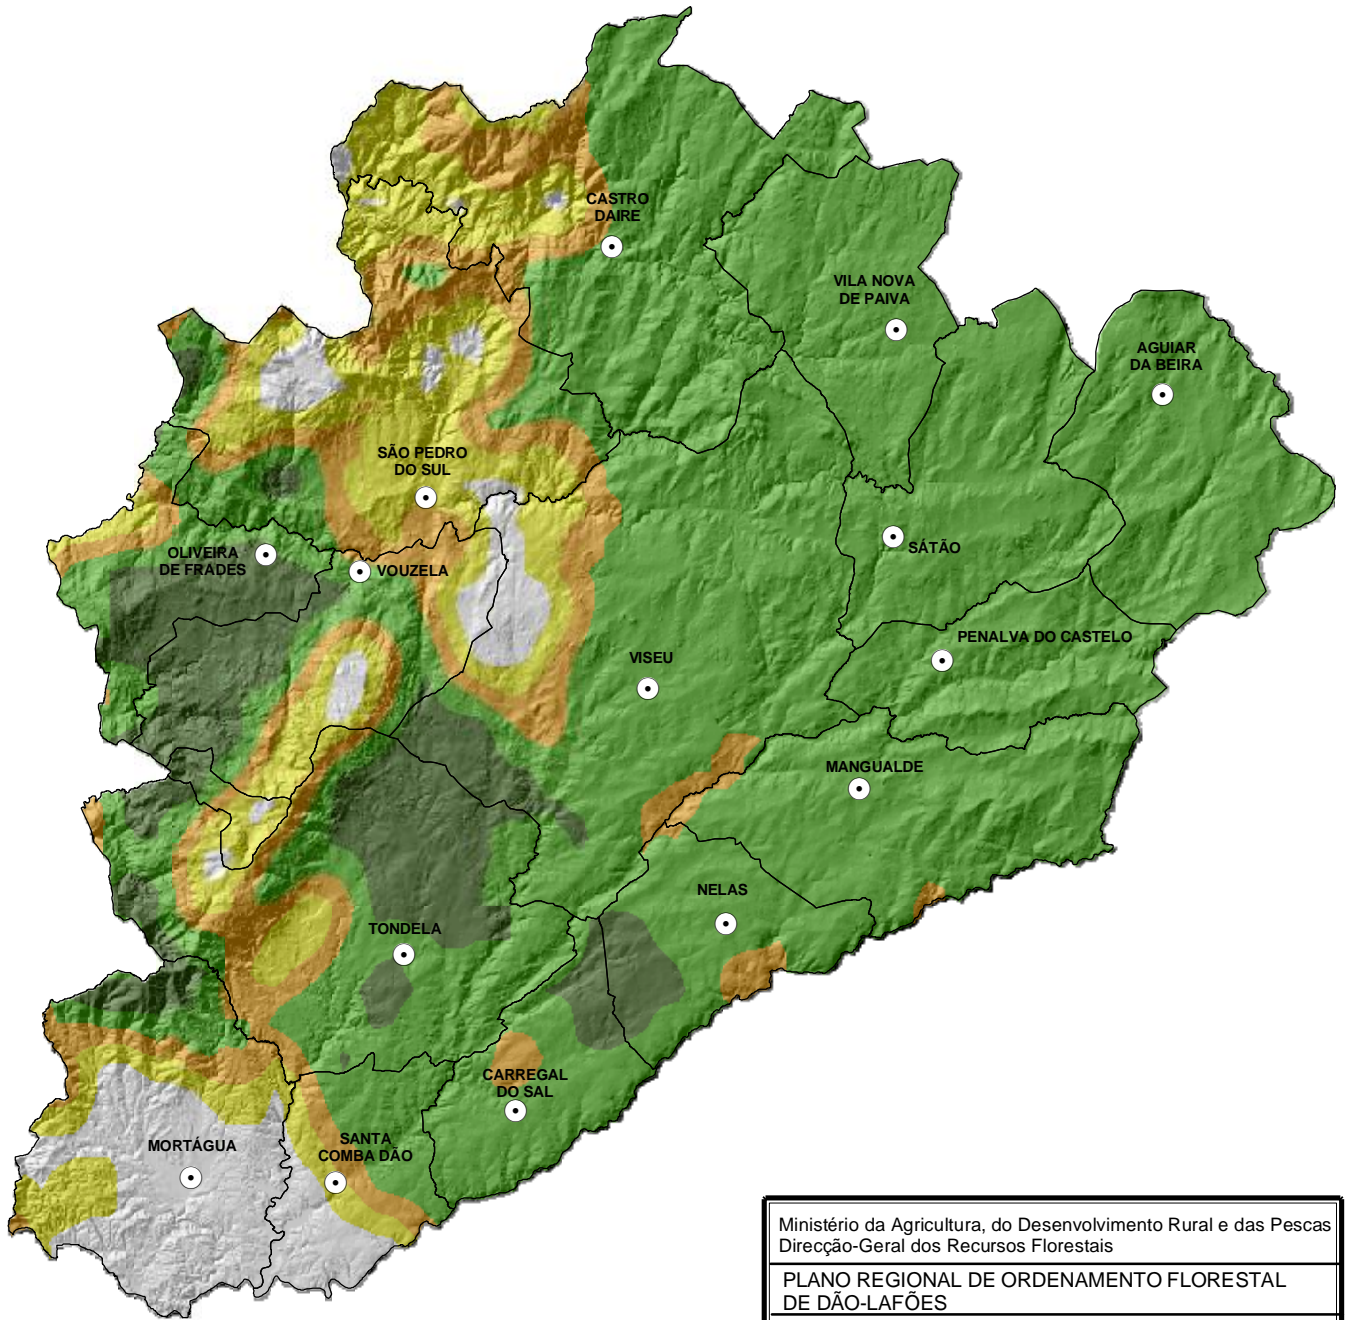 CASTRO
DAIRE
VILA NOVA
DE PAIVA
AGUIAR
DA BEIRA
SÃO PEDRO
DO SUL
SÁTÃO
OLIVEIRA
DE FRADES
VOUZELA
PENALVA DO CASTELO
VISEU
MANGUALDE
NELAS
TONDELA
CARREGAL
DO SAL
MORTÁGUA
SANTA
COMBA DÃO
Ministério da Agricultura, do Desenvolvimento Rural e das Pescas
Direcção-Geral dos Recursos Florestais
PLANO REGIONAL DE ORDENAMENTO FLORESTAL
DE DÃO-LAFÕES